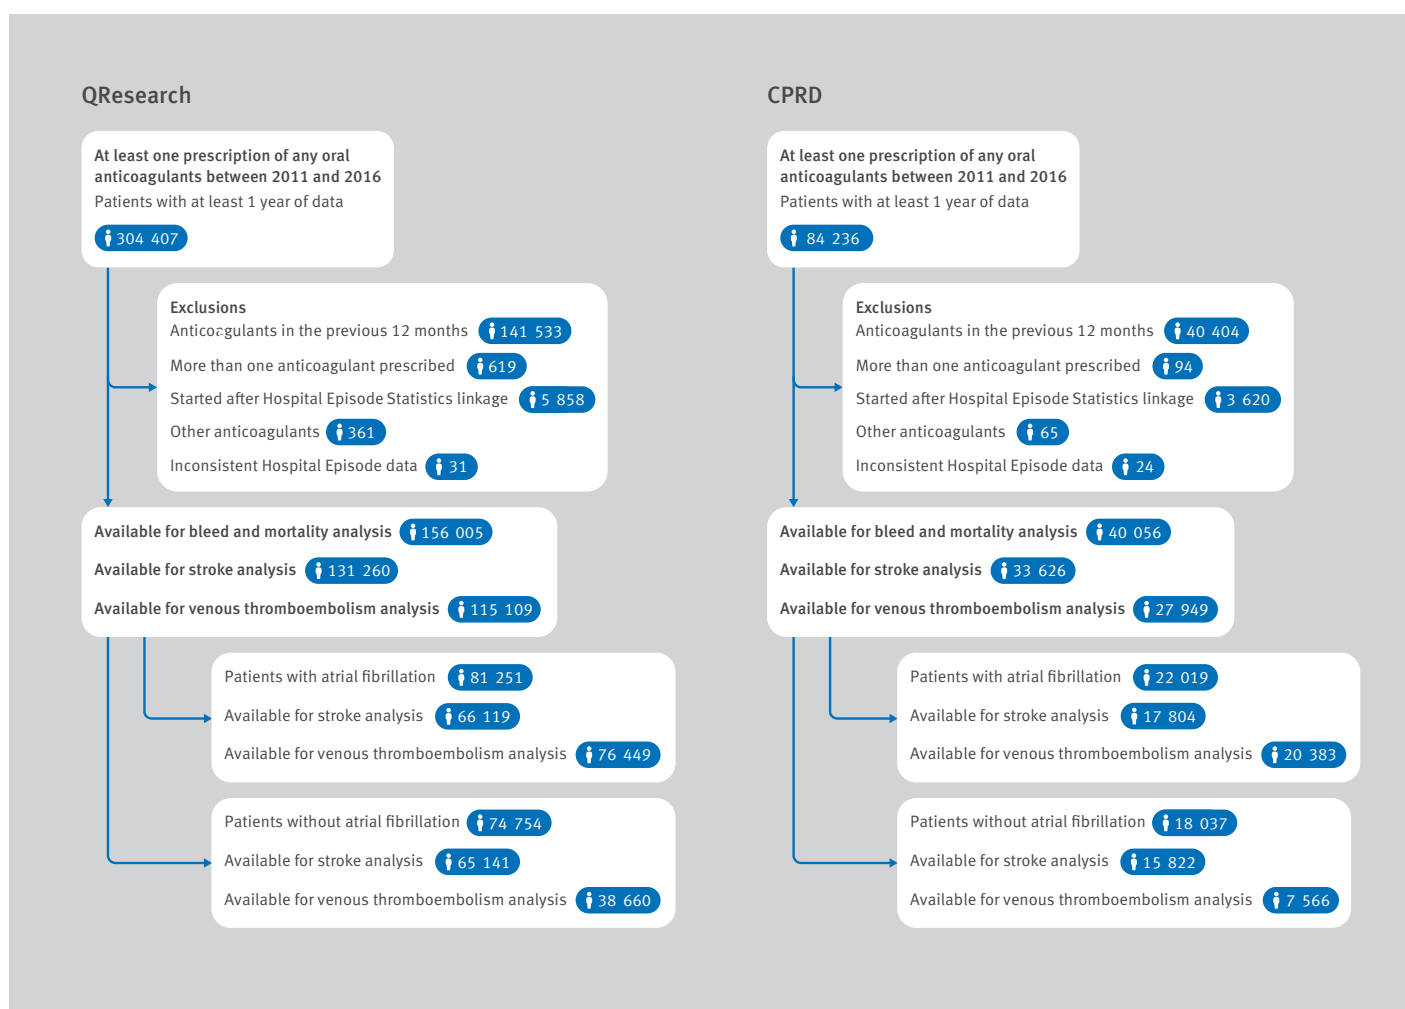 QResearch
At least one prescription of any oral
anticoagulants between 2011 and 2016
Patients with at least 1 year of data
304 407
Exclusions
Anticoagulants in the previous 12 months 141 533
More than one anticoagulant prescribed 619
Started after Hospital Episode Statistics linkage 5 858
Other anticoagulants 361
Inconsistent Hospital Episode data 31
Available for bleed and mortality analysis 156 005
Available for stroke analysis 131 260
Available for venous thromboembolism analysis 115 109
Patients with atrial fibrillation 81 251
Available for stroke analysis 66 119
Available for venous thromboembolism analysis 76 449
Patients without atrial fibrillation 74 754
Available for stroke analysis 65 141
Available for venous thromboembolism analysis 38 660
CPRD
At least one prescription of any oral
anticoagulants between 2011 and 2016
Patients with at least 1 year of data
84 236
Exclusions
Anticoagulants in the previous 12 months 40 404
More than one anticoagulant prescribed 94
Started after Hospital Episode Statistics linkage 3 620
Other anticoagulants 65
Inconsistent Hospital Episode data 24
Available for bleed and mortality analysis 40 056
Available for stroke analysis 33 626
Available for venous thromboembolism analysis 27 949
Patients with atrial fibrillation 22 019
Available for stroke analysis 17 804
Available for venous thromboembolism analysis 20 383
Patients without atrial fibrillation 18 037
Available for stroke analysis 15 822
Available for venous thromboembolism analysis 7 566